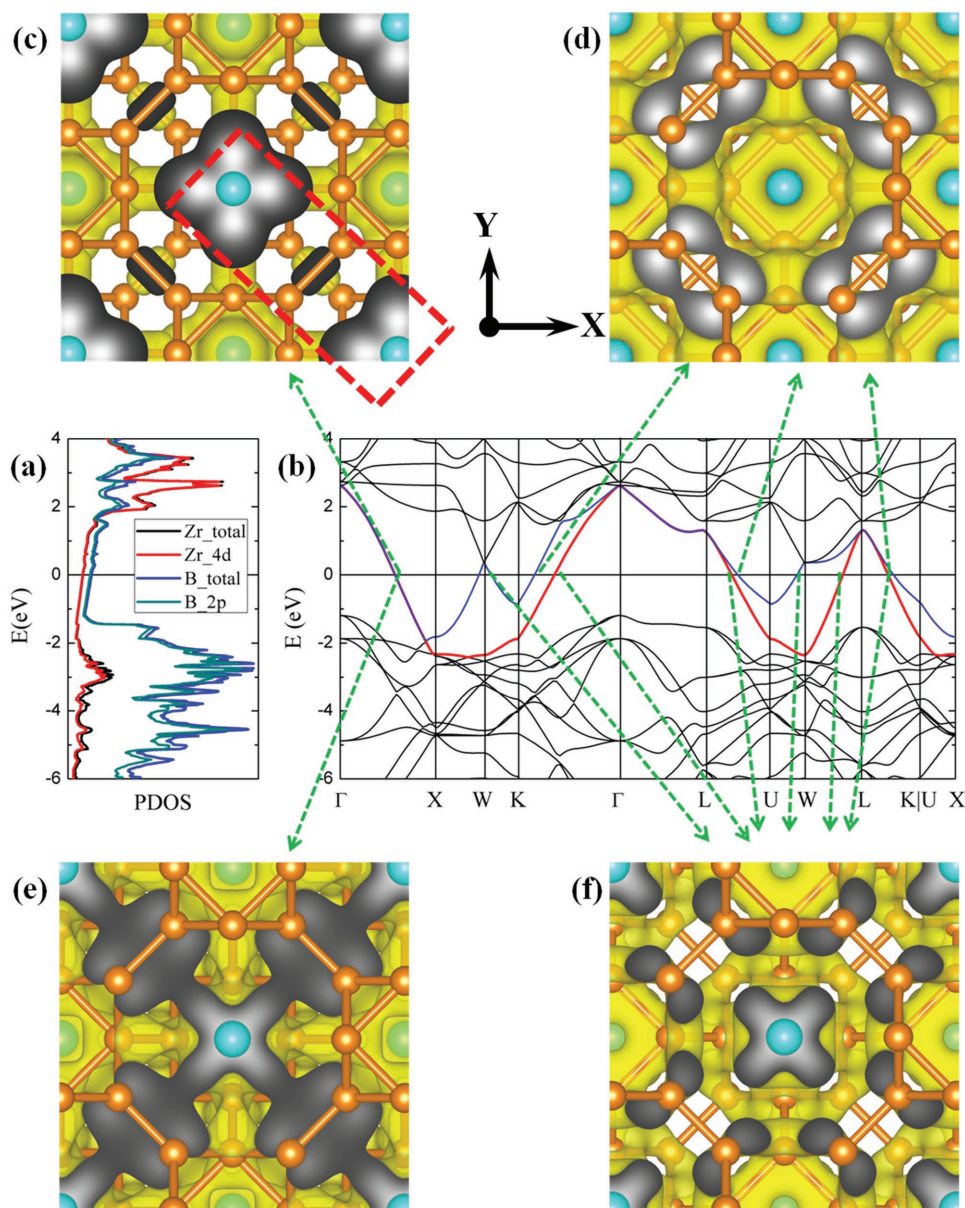 (c)
(d)
Y
X
(a)
(b)
4
2
0
-2
-4
-6
E(eV)
Zr_total
Zr_4d
B_total
B_2p
PDOS
4
2
0
-2
-4
-6
E (eV)
Γ X W K Γ L U W L K|U X
(e)
(f)